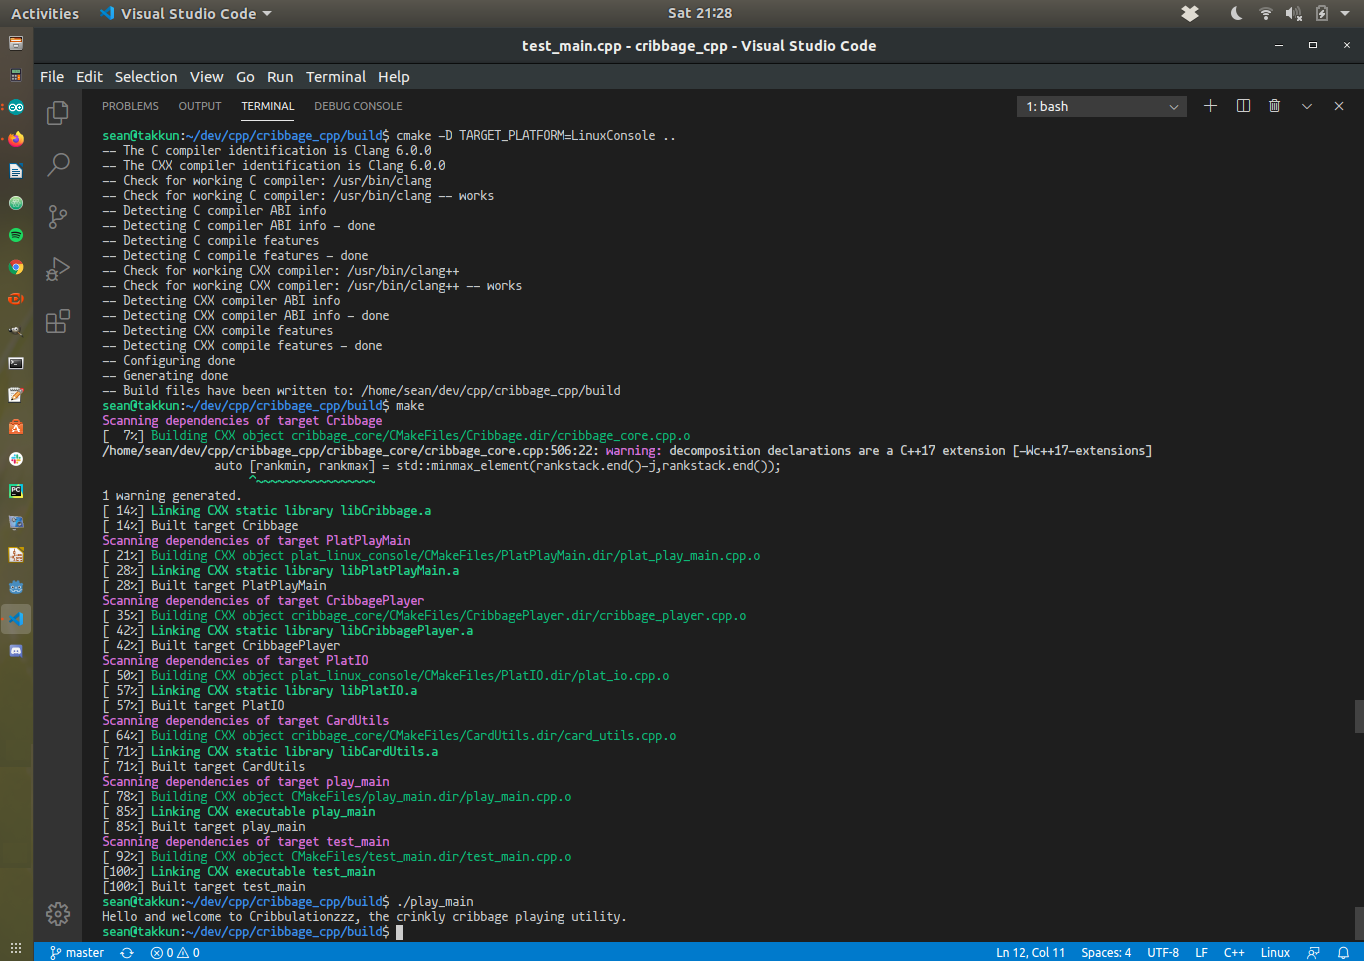 Activities Visual Studio Code Sat 21:28
test_main.cpp - cribbage_cpp - Visual Studio Code
File Edit Selection View Go Run Terminal Help
PROBLEMS OUTPUT TERMINAL DEBUG CONSOLE 1: bash
sean@takkun:~/dev/cpp/cribbage_cpp/build$ cmake -D TARGET_PLATFORM=LinuxConsole ..
-- The C compiler identification is Clang 6.0.0
-- The CXX compiler identification is Clang 6.0.0
-- Check for working C compiler: /usr/bin/clang
-- Check for working C compiler: /usr/bin/clang -- works
-- Detecting C compiler ABI info
-- Detecting C compiler ABI info - done
-- Detecting C compile features
-- Detecting C compile features - done
-- Check for working CXX compiler: /usr/bin/clang++
-- Check for working CXX compiler: /usr/bin/clang++ -- works
-- Detecting CXX compiler ABI info
-- Detecting CXX compiler ABI info - done
-- Detecting CXX compile features
-- Detecting CXX compile features - done
-- Configuring done
-- Generating done
-- Build files have been written to: /home/sean/dev/cpp/cribbage_cpp/build
sean@takkun:~/dev/cpp/cribbage_cpp/build$ make
Scanning dependencies of target Cribbage
[  7%] Building CXX object cribbage_core/CMakeFiles/Cribbage.dir/cribbage_core.cpp.o
/home/sean/dev/cpp/cribbage_cpp/cribbage_core/cribbage_core.cpp:506:22: warning: decomposition declarations are a C++17 extension [-Wc++17-extensions]
                auto [rankmin, rankmax] = std::minmax_element(rankstack.end()-j,rankstack.end());
                     ^~~~~~~~~~~~~~~~~~
1 warning generated.
[ 14%] Linking CXX static library libCribbage.a
[ 14%] Built target Cribbage
Scanning dependencies of target PlatPlayMain
[ 21%] Building CXX object plat_linux_console/CMakeFiles/PlatPlayMain.dir/plat_play_main.cpp.o
[ 28%] Linking CXX static library libPlatPlayMain.a
[ 28%] Built target PlatPlayMain
Scanning dependencies of target CribbagePlayer
[ 35%] Building CXX object cribbage_core/CMakeFiles/CribbagePlayer.dir/cribbage_player.cpp.o
[ 42%] Linking CXX static library libCribbagePlayer.a
[ 42%] Built target CribbagePlayer
Scanning dependencies of target PlatIO
[ 50%] Building CXX object plat_linux_console/CMakeFiles/PlatIO.dir/plat_io.cpp.o
[ 57%] Linking CXX static library libPlatIO.a
[ 57%] Built target PlatIO
Scanning dependencies of target CardUtils
[ 64%] Building CXX object cribbage_core/CMakeFiles/CardUtils.dir/card_utils.cpp.o
[ 71%] Linking CXX static library libCardUtils.a
[ 71%] Built target CardUtils
Scanning dependencies of target play_main
[ 78%] Building CXX object CMakeFiles/play_main.dir/play_main.cpp.o
[ 85%] Linking CXX executable play_main
[ 85%] Built target play_main
Scanning dependencies of target test_main
[ 92%] Building CXX object CMakeFiles/test_main.dir/test_main.cpp.o
[100%] Linking CXX executable test_main
[100%] Built target test_main
sean@takkun:~/dev/cpp/cribbage_cpp/build$ ./play_main
Hello and welcome to Cribbulationzzz, the crinkly cribbage playing utility.
sean@takkun:~/dev/cpp/cribbage_cpp/build$
master 0 0 Ln 12, Col 11 Spaces: 4 UTF-8 LF C++ Linux